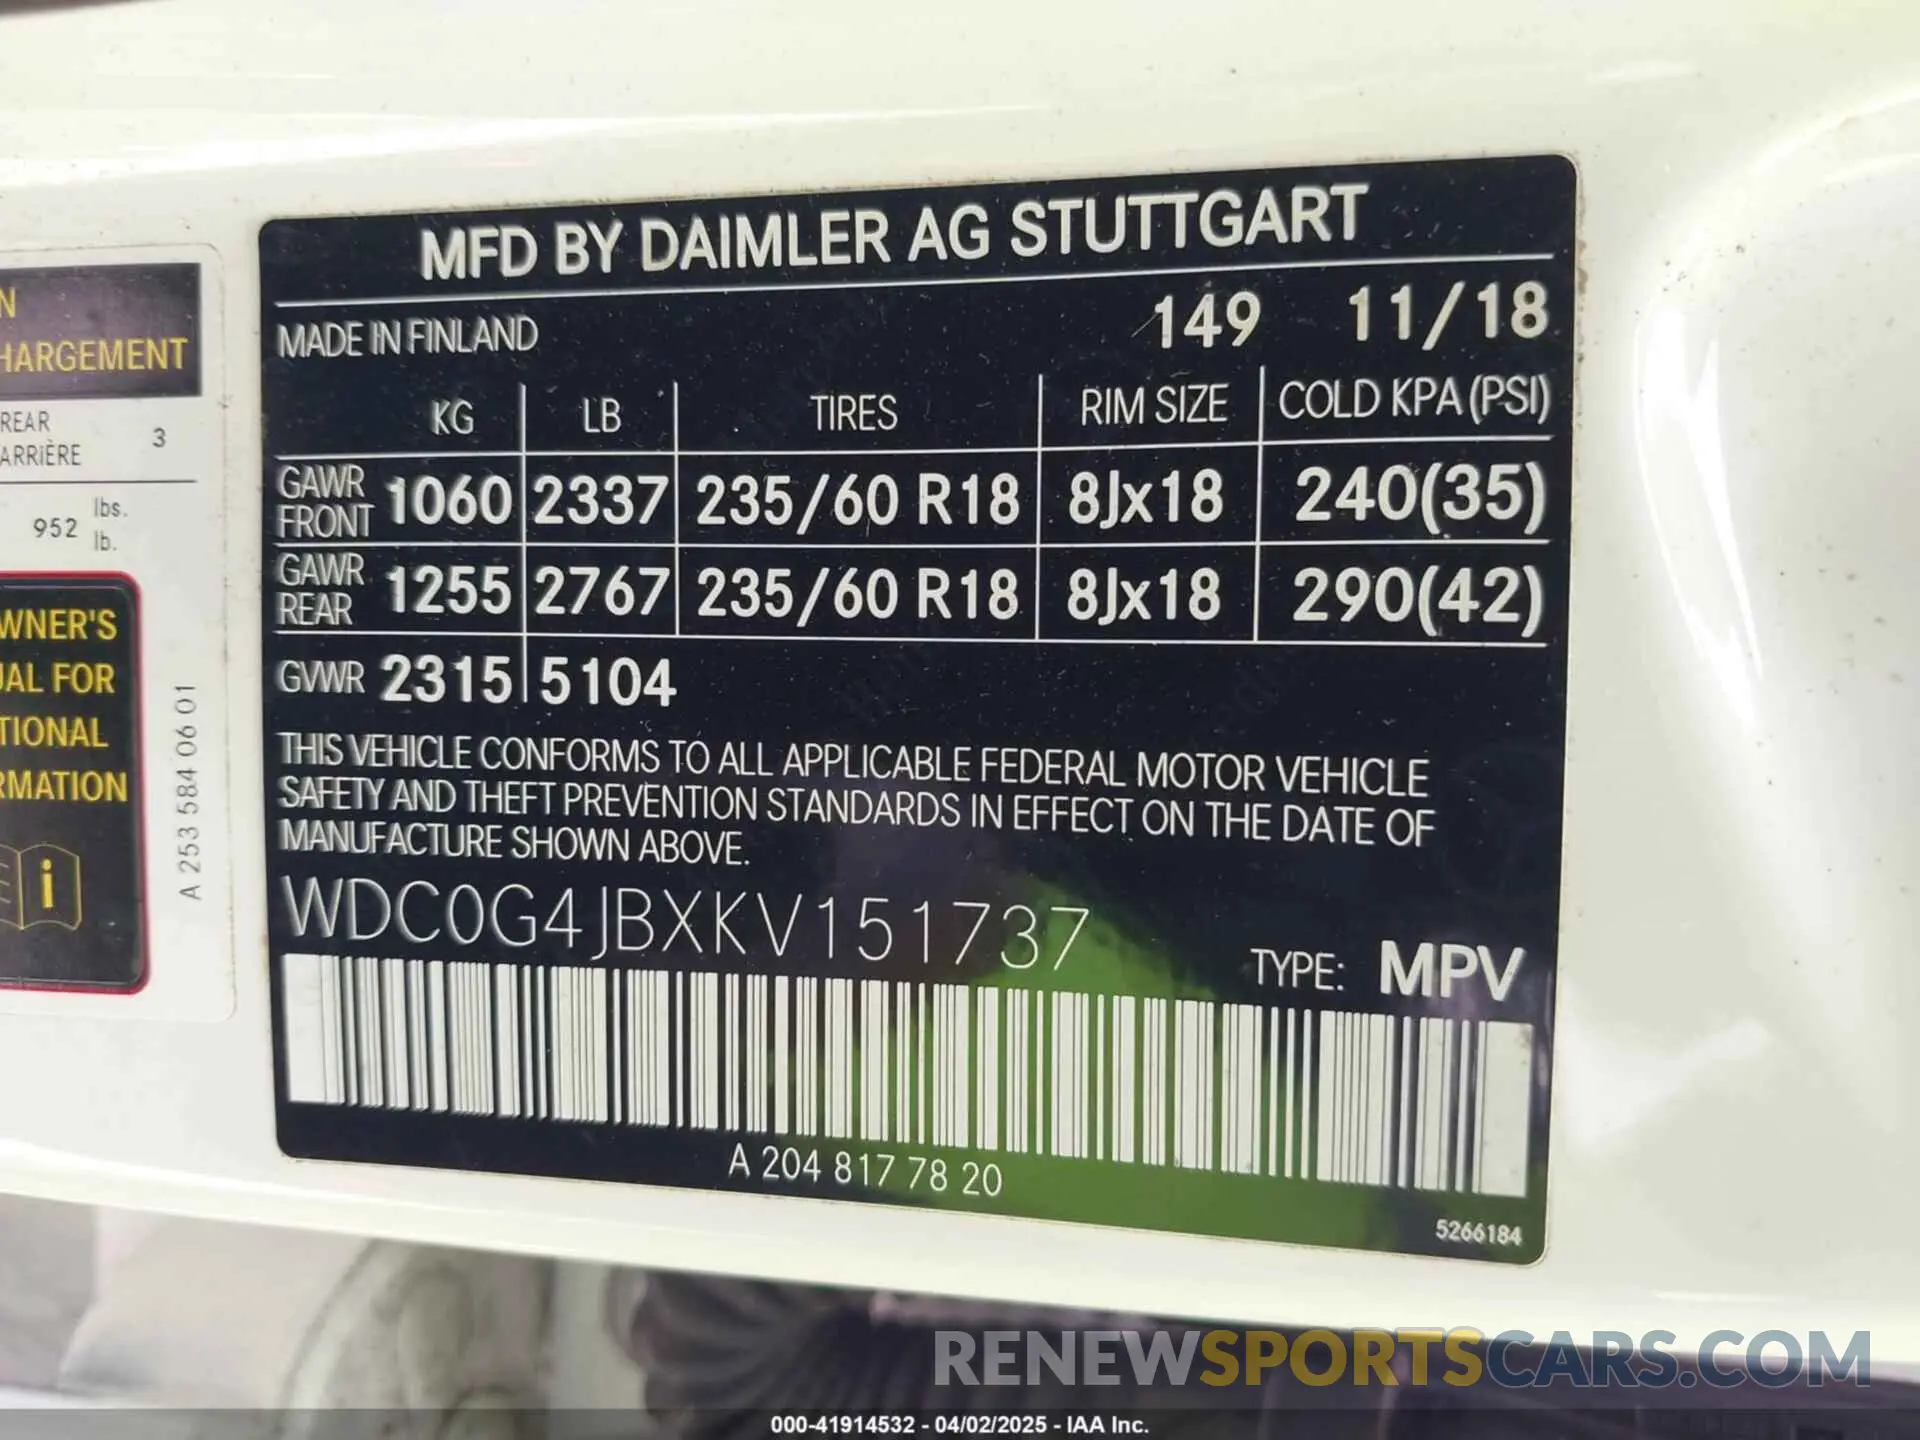 MFD BY DAIMLER AG STUTTGART
MADE IN FINLAND 149 11/18
KG LB TIRES RIM SIZE COLD KPA (PSI)
GAWR FRONT 1060 2337 235/60 R18 8Jx18 240(35)
GAWR REAR 1255 2767 235/60 R18 8Jx18 290(42)
GVWR 2315 5104
THIS VEHICLE CONFORMS TO ALL APPLICABLE FEDERAL MOTOR VEHICLE
SAFETY AND THEFT PREVENTION STANDARDS IN EFFECT ON THE DATE OF
MANUFACTURE SHOWN ABOVE.
WDC0G4JBXKV151737
TYPE: MPV
A 204 817 78 20
5266184
N
HARGEMENT
REAR
ARRIÈRE 3
952 lbs.
lb.
WNER'S
UAL FOR
TIONAL
RMATION
i
A 253 584 06 01
RENEWSPORTSCARS.COM
000-41914532 - 04/02/2025 - IAA Inc.